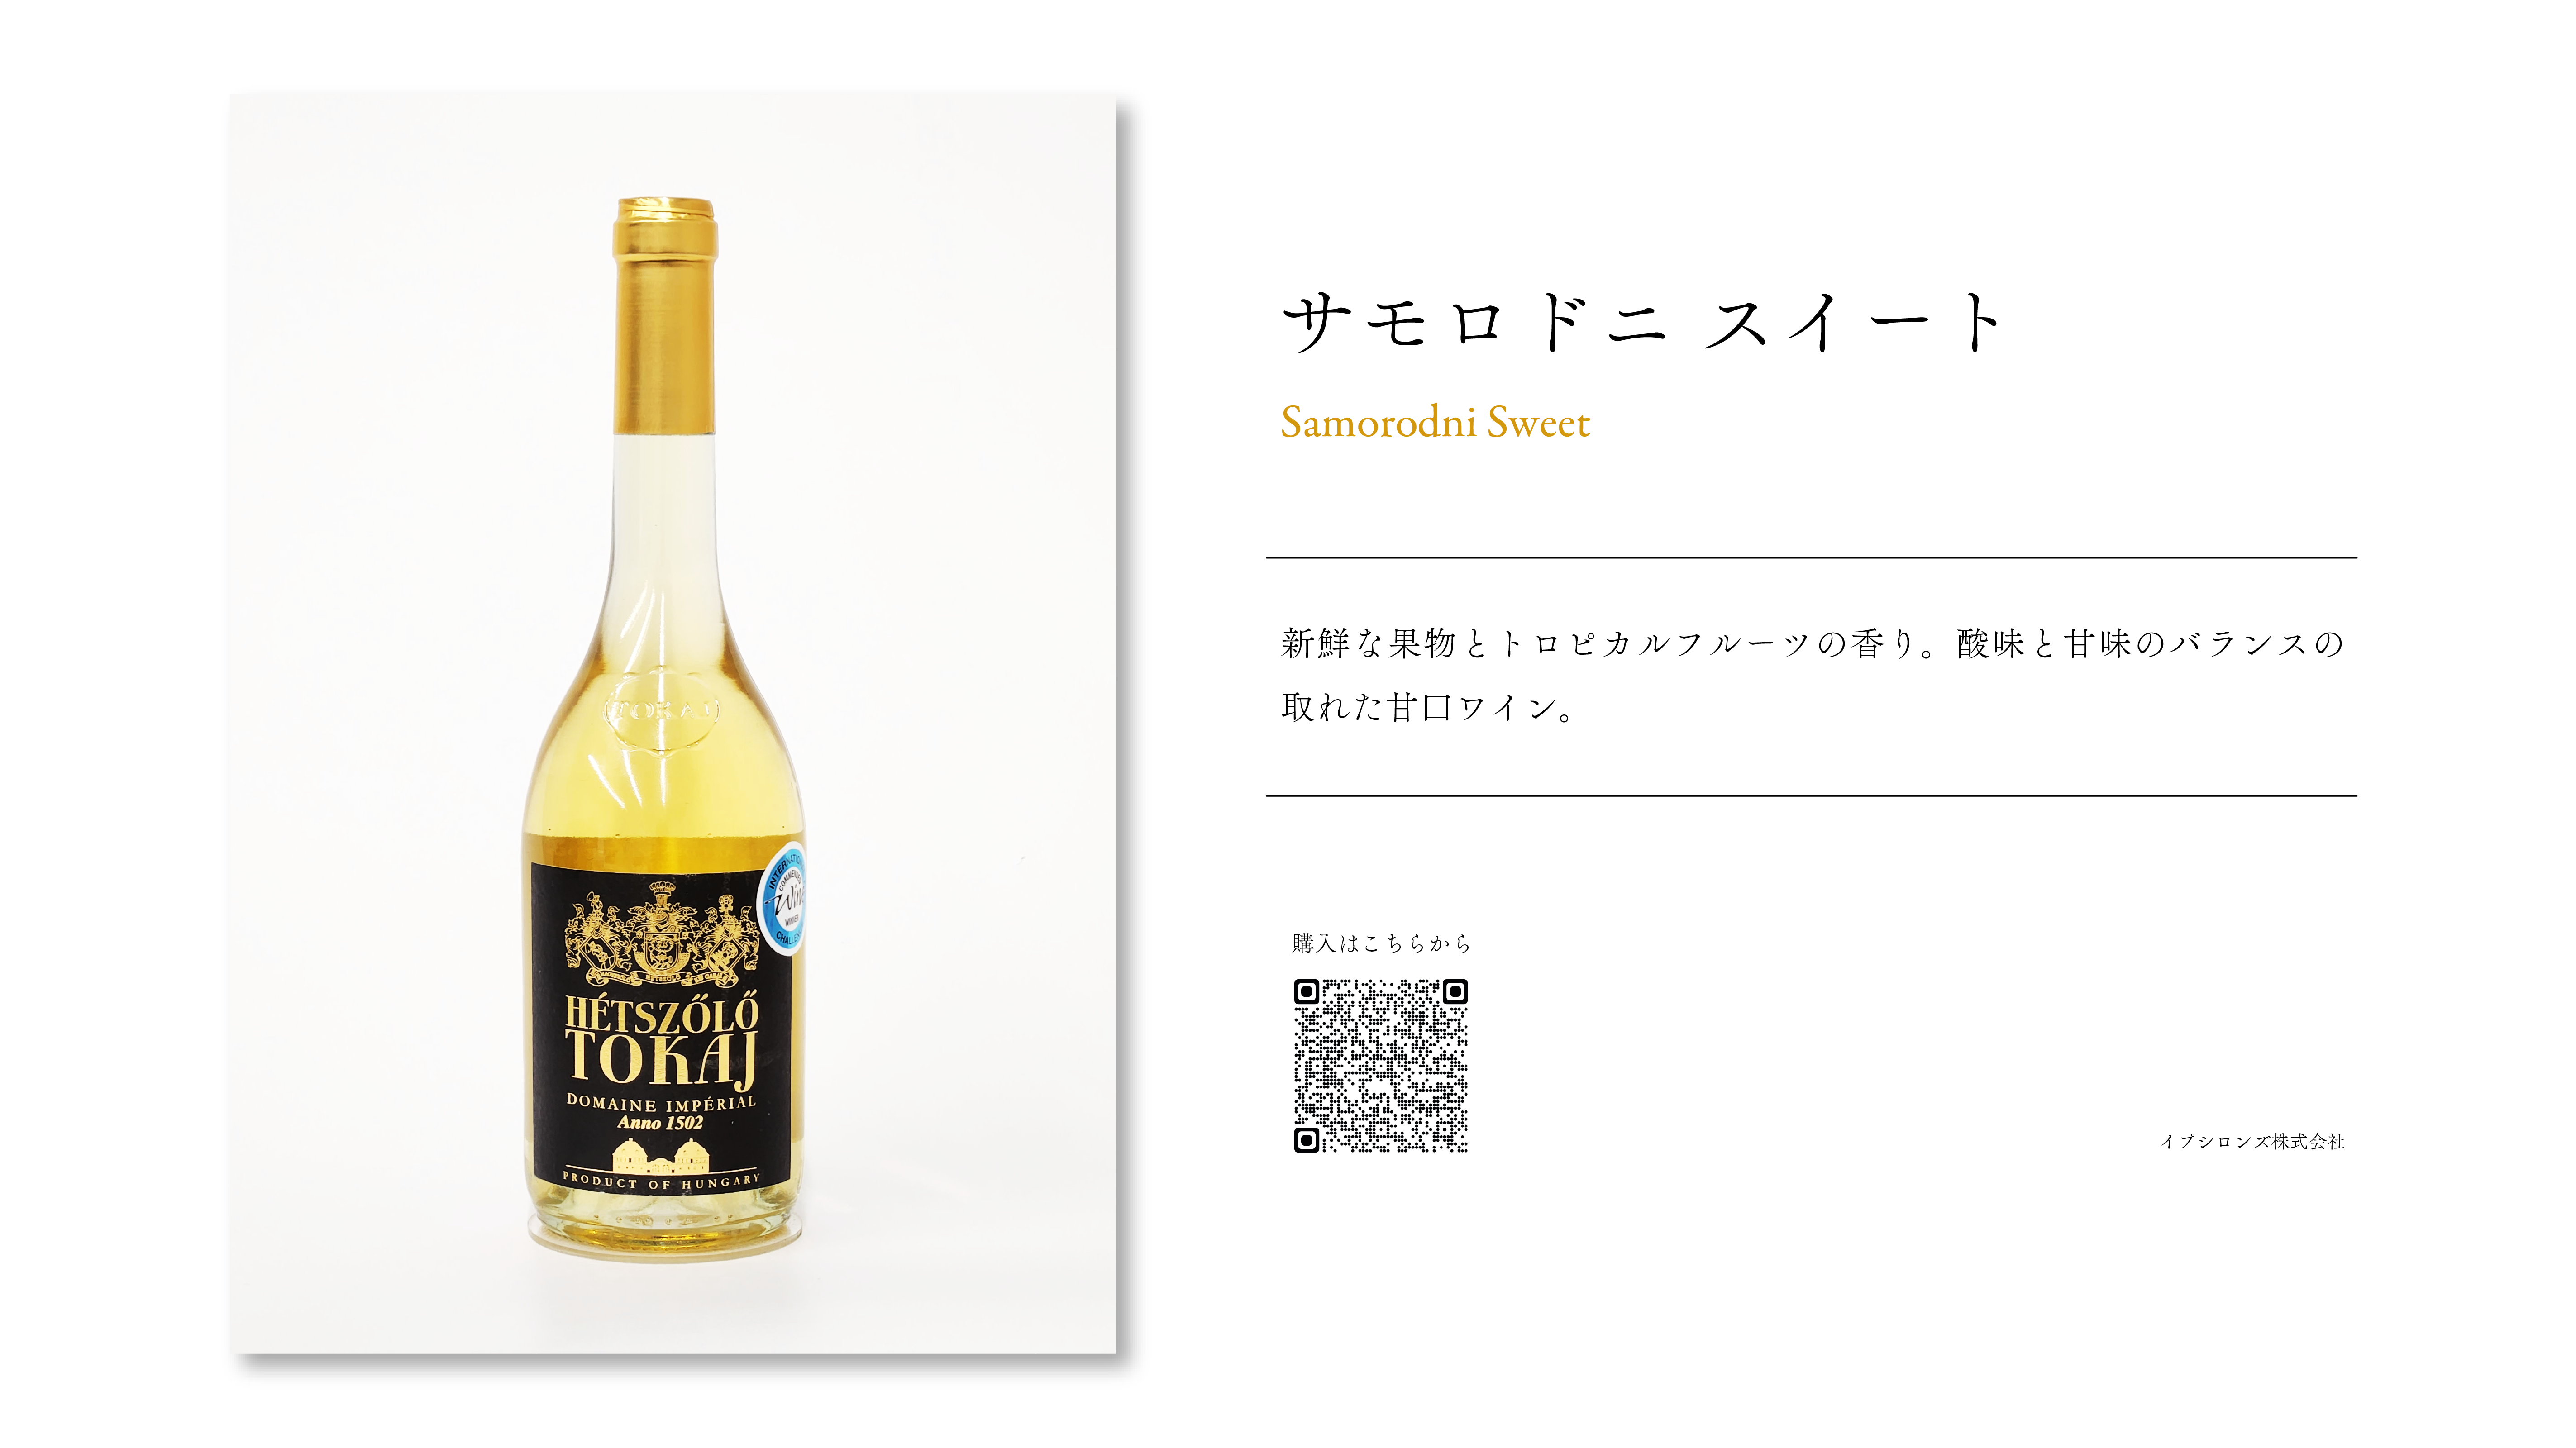 サモロドニ スイート
Samorodni Sweet
新鮮な果物とトロピカルフルーツの香り。酸味と甘味のバランスの
取れた甘口ワイン。
購入はこちらから
イプシロンズ株式会社
TOKAJ
COMMENDED
Wine
WINNER
HÉTSZŐLŐ
HÉTSZŐLŐ
TOKAJ
DOMAINE IMPÉRIAL
Anno 1502
PRODUCT OF HUNGARY